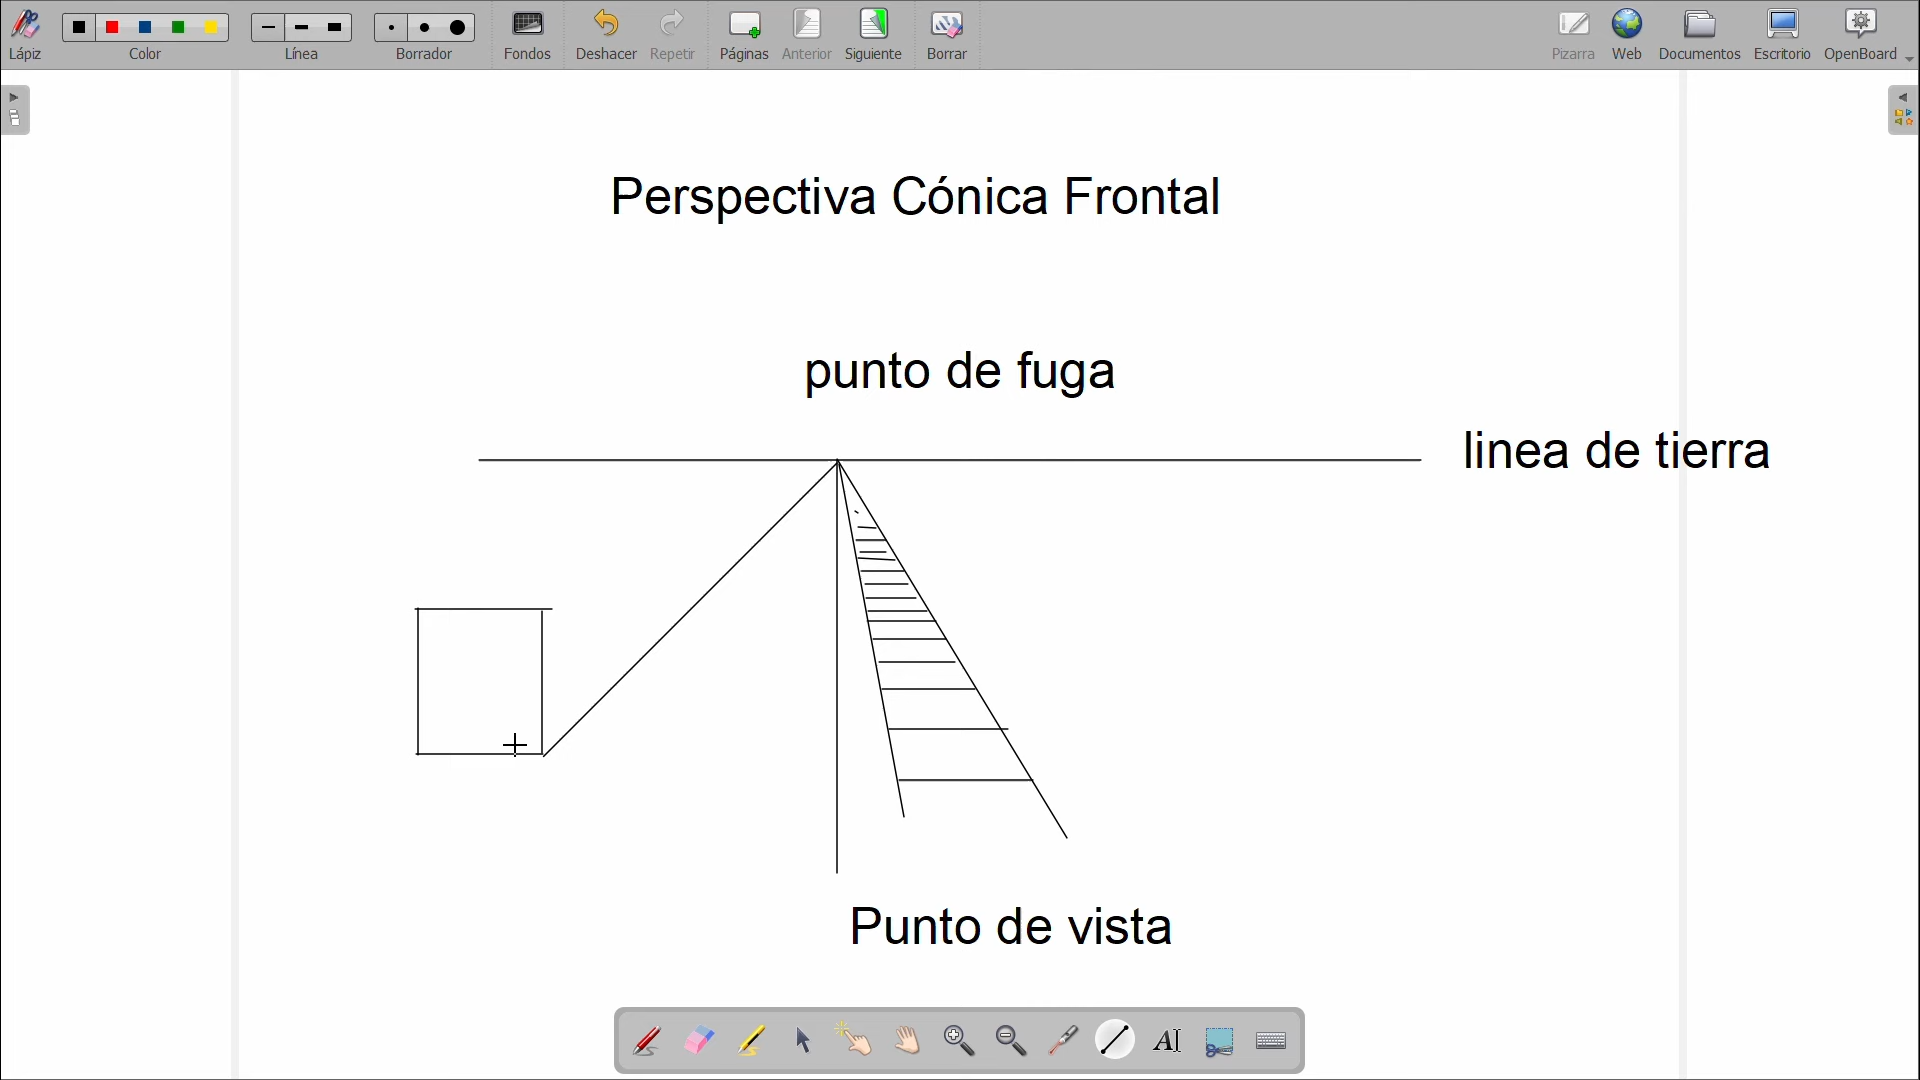 Lápiz Color Línea Borrador Fondos Deshacer Repetir Páginas Anterior Siguiente Borrar Pizarra Web Documentos Escritorio OpenBoard
Perspectiva Cónica Frontal
punto de fuga
linea de tierra
Punto de vista